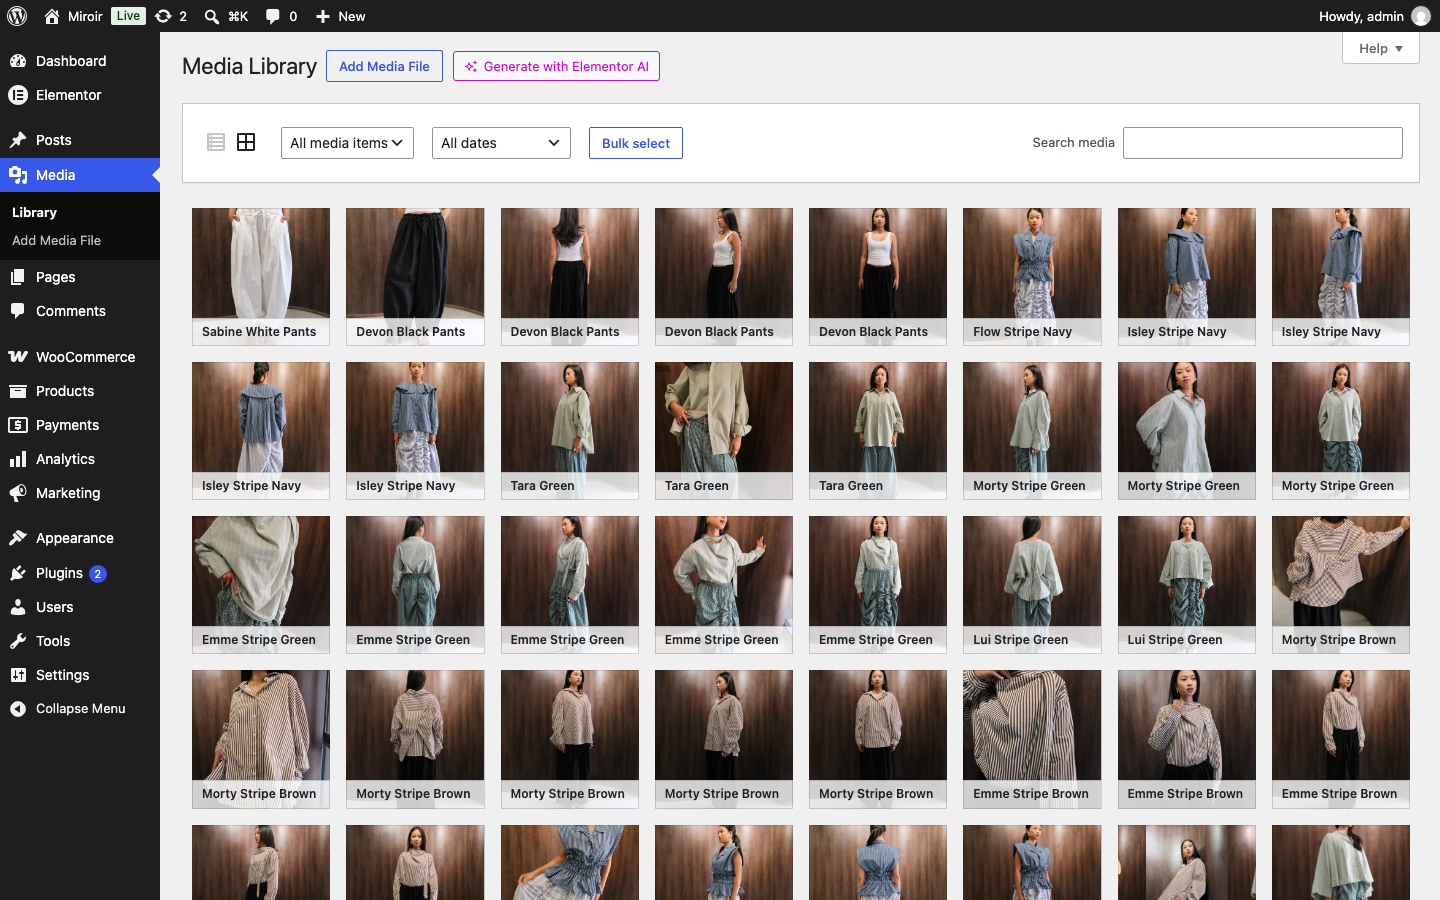 Miroir Live 2 ⌘K 0 New Howdy, admin
Help
Dashboard
Elementor
Posts
Media
Library
Add Media File
Pages
Comments
WooCommerce
Products
Payments
Analytics
Marketing
Appearance
Plugins 2
Users
Tools
Settings
Collapse Menu
Media Library Add Media File Generate with Elementor AI
All media items All dates Bulk select Search media
Sabine White Pants Devon Black Pants Devon Black Pants Devon Black Pants Devon Black Pants Flow Stripe Navy Isley Stripe Navy Isley Stripe Navy
Isley Stripe Navy Isley Stripe Navy Tara Green Tara Green Tara Green Morty Stripe Green Morty Stripe Green Morty Stripe Green
Emme Stripe Green Emme Stripe Green Emme Stripe Green Emme Stripe Green Emme Stripe Green Lui Stripe Green Lui Stripe Green Morty Stripe Brown
Morty Stripe Brown Morty Stripe Brown Morty Stripe Brown Morty Stripe Brown Morty Stripe Brown Emme Stripe Brown Emme Stripe Brown Emme Stripe Brown